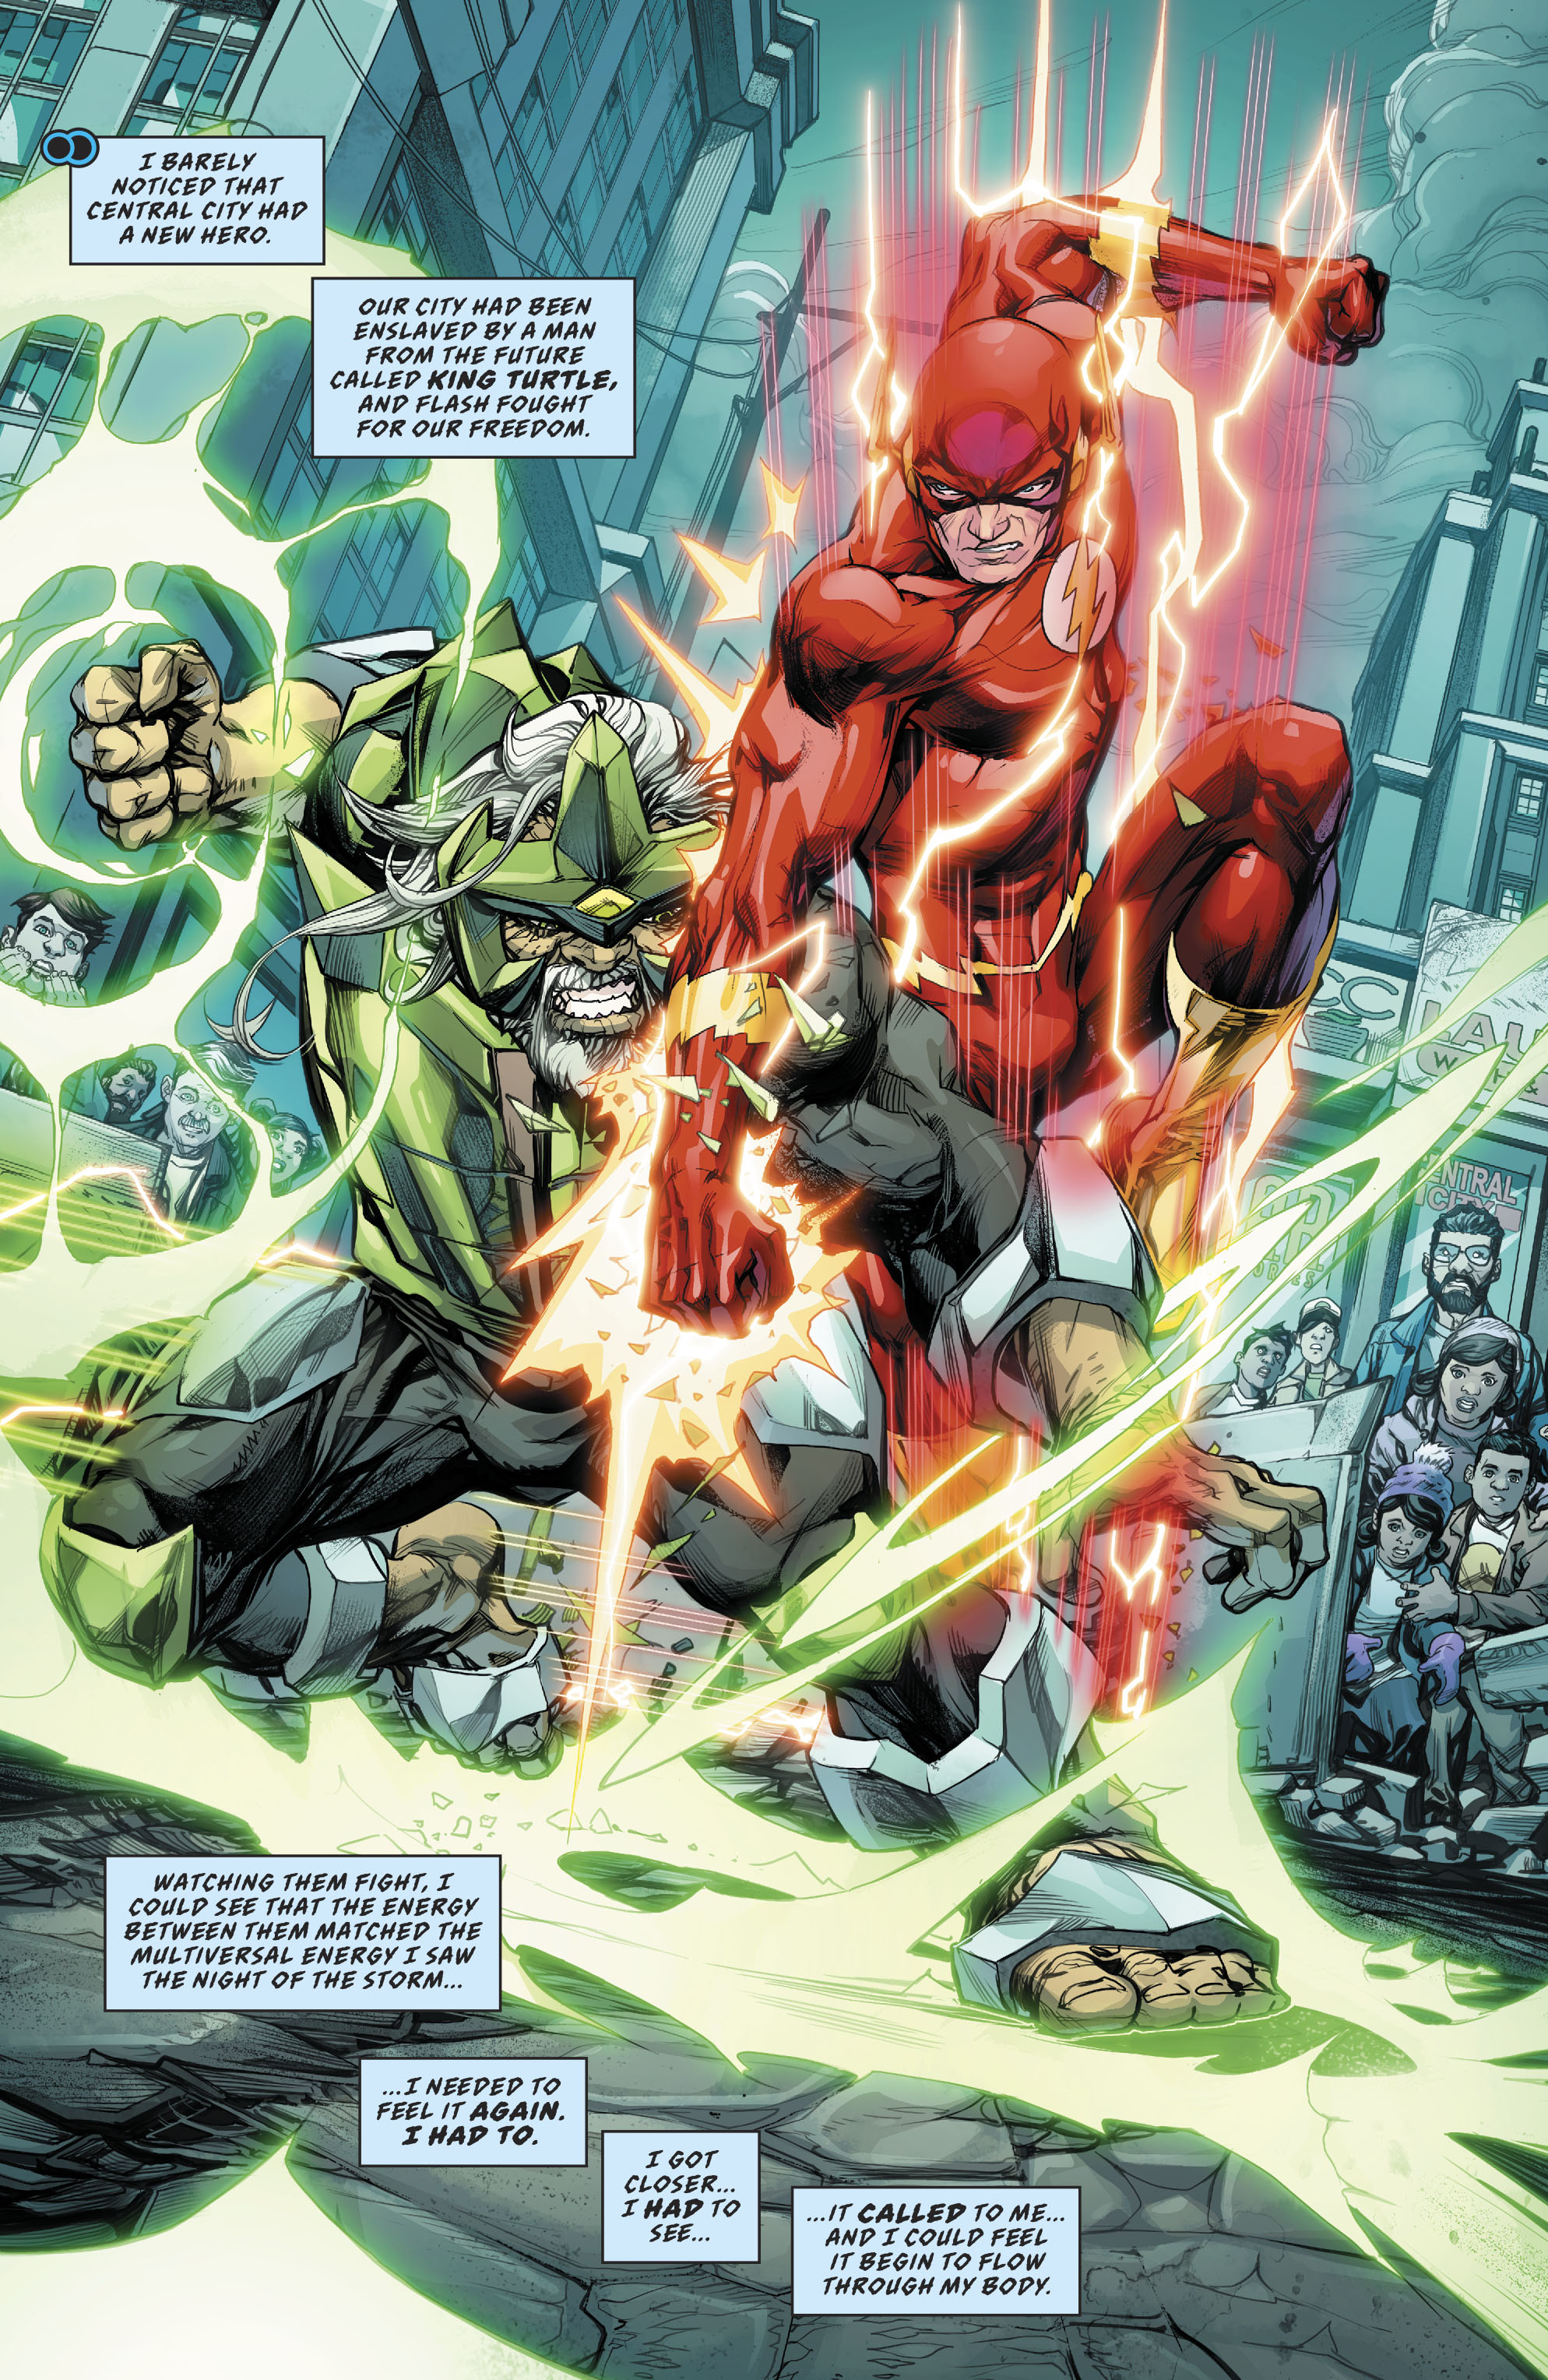 I BARELY
NOTICED THAT
CENTRAL CITY HAD
A NEW HERO.
OUR CITY HAD BEEN
ENSLAVED BY A MAN
FROM THE FUTURE
CALLED KING TURTLE,
AND FLASH FOUGHT
FOR OUR FREEDOM.
CC
LAU
CENTRAL
CITY
WATCHING THEM FIGHT, I
COULD SEE THAT THE ENERGY
BETWEEN THEM MATCHED THE
MULTIVERSAL ENERGY I SAW
THE NIGHT OF THE STORM...
...I NEEDED TO
FEEL IT AGAIN.
I HAD TO.
I GOT
CLOSER...
I HAD TO
SEE...
...IT CALLED TO ME...
AND I COULD FEEL
IT BEGIN TO FLOW
THROUGH MY BODY.